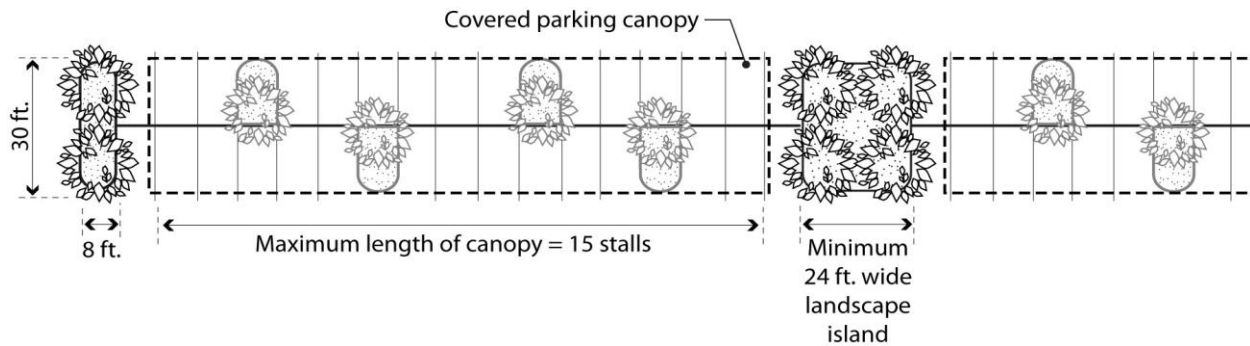 Covered parking canopy
30 ft.
8 ft.
Maximum length of canopy = 15 stalls
Minimum
24 ft. wide
landscape
island